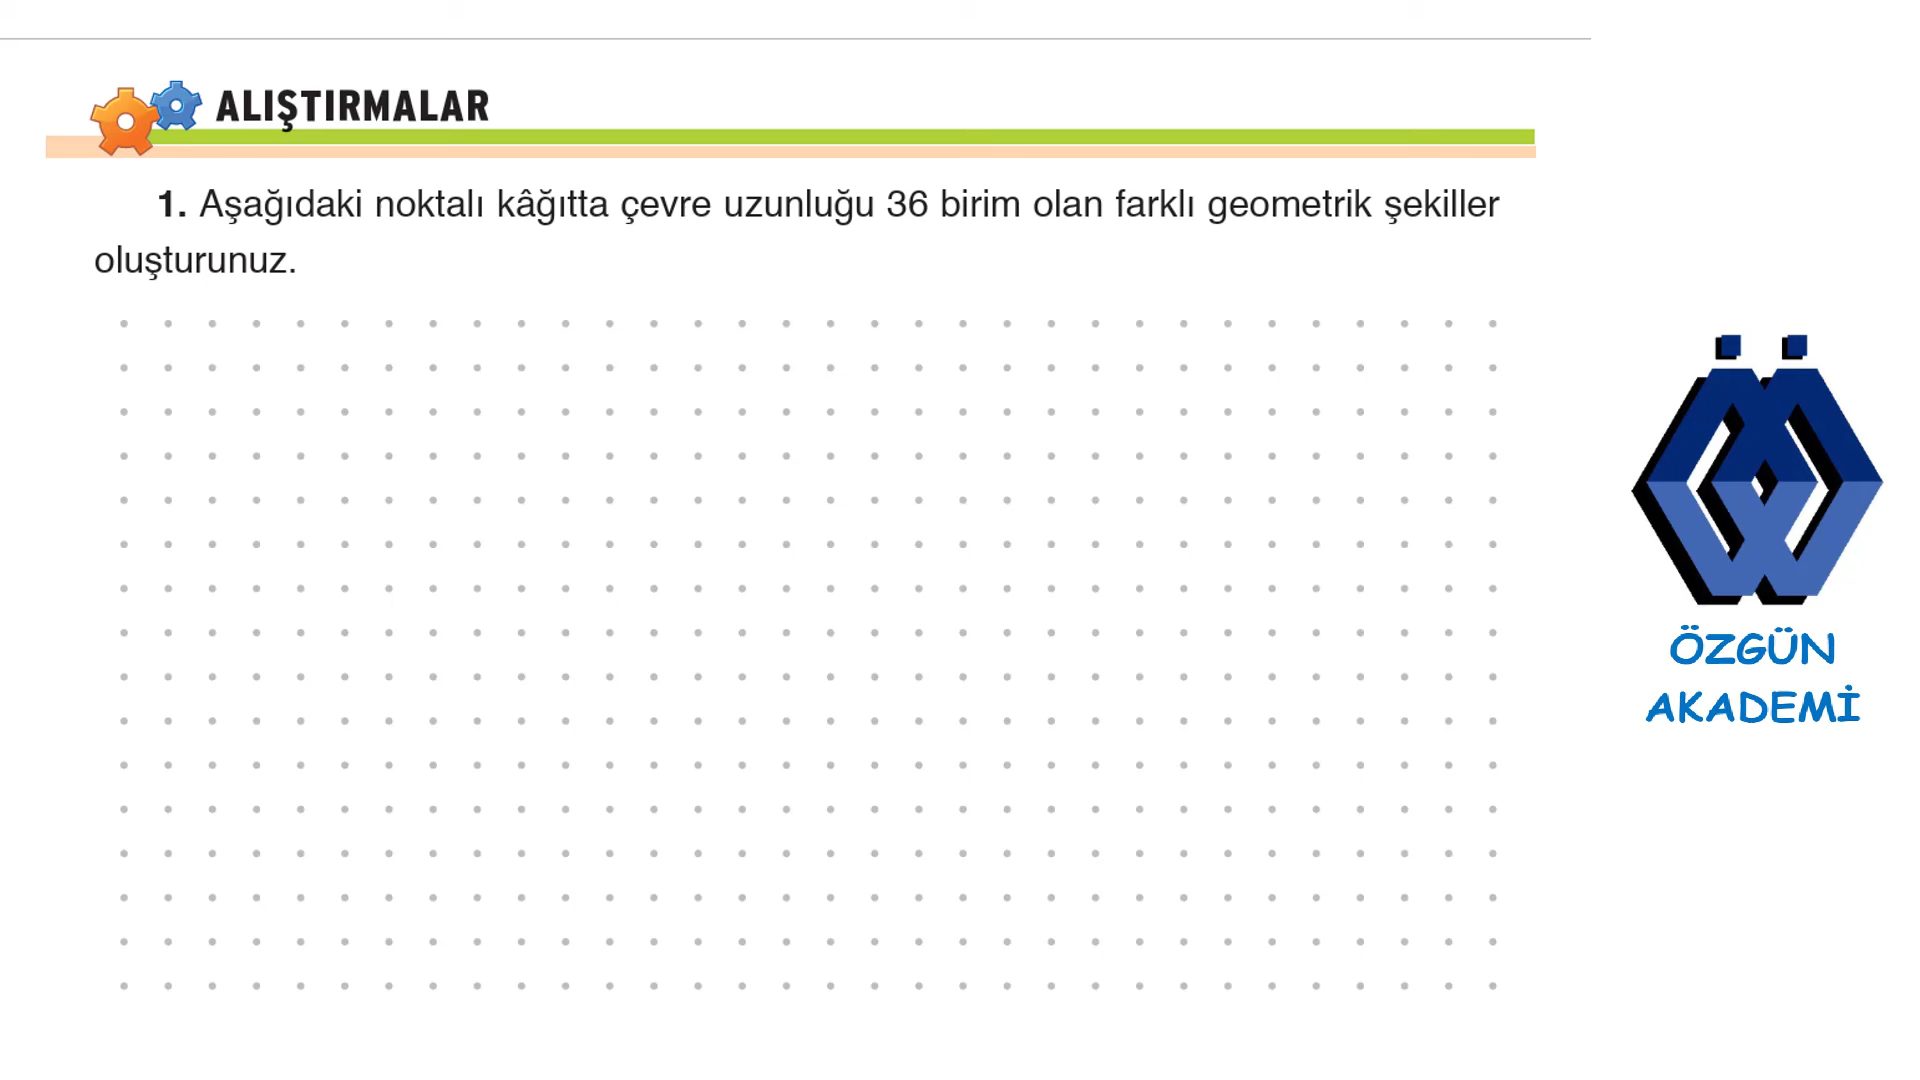 ALIŞTIRMALAR
1. Aşağıdaki noktalı kâğıtta çevre uzunluğu 36 birim olan farklı geometrik şekiller
oluşturunuz.
ÖZGÜN
AKADEMİ